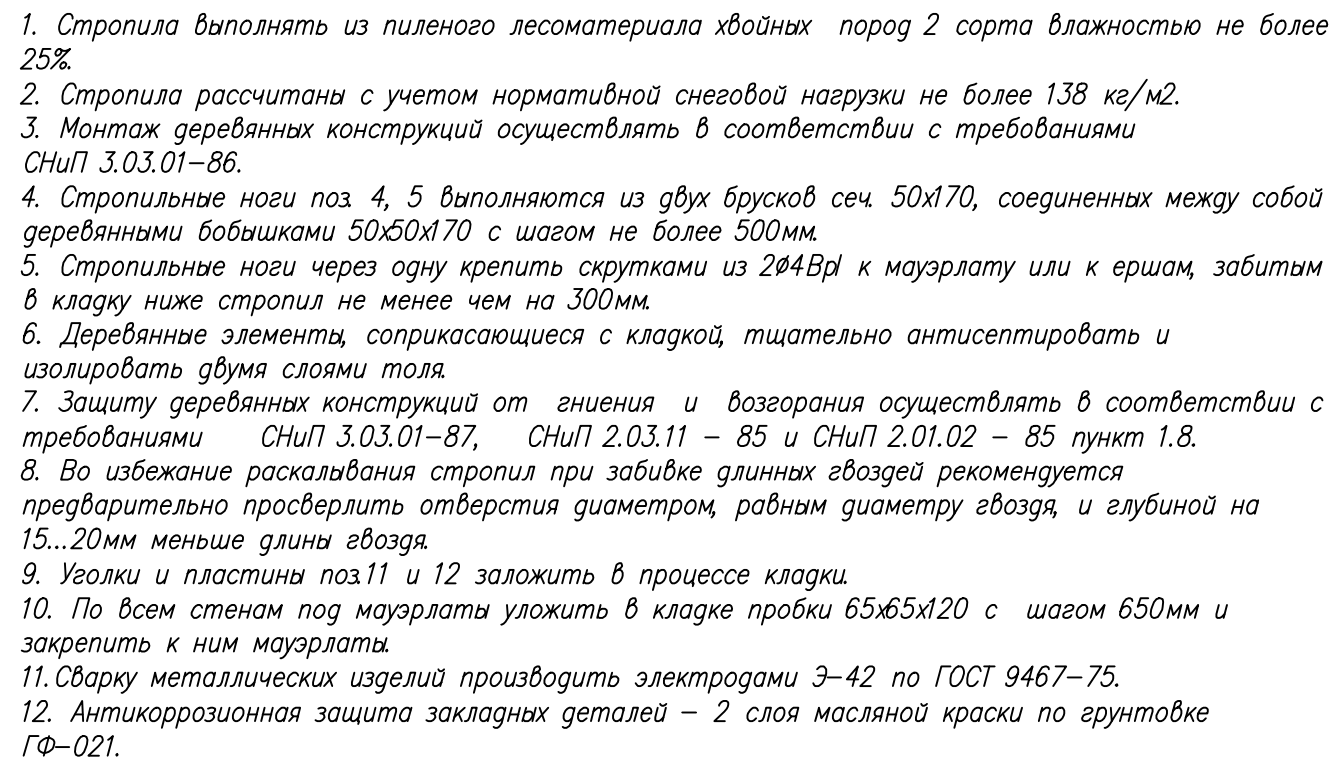 1. Стропила выполнять из пиленого лесоматериала хвойных пород 2 сорта влажностью не более
25%.
2. Стропила рассчитаны с учетом нормативной снеговой нагрузки не более 138 кг/м2.
3. Монтаж деревянных конструкций осуществлять в соответствии с требованиями
СНиП 3.03.01-86.
4. Стропильные ноги поз. 4, 5 выполняются из двух брусков сеч. 50х170, соединенных между собой
деревянными бобышками 50х50х170 с шагом не более 500мм.
5. Стропильные ноги через одну крепить скрутками из 2ø4ВрI к мауэрлату или к ершам, забитым
в кладку ниже стропил не менее чем на 300мм.
6. Деревянные элементы, соприкасающиеся с кладкой, тщательно антисептировать и
изолировать двумя слоями толя.
7. Защиту деревянных конструкций от гниения и возгорания осуществлять в соответствии с
требованиями СНиП 3.03.01-87, СНиП 2.03.11 - 85 и СНиП 2.01.02 - 85 пункт 1.8.
8. Во избежание раскалывания стропил при забивке длинных гвоздей рекомендуется
предварительно просверлить отверстия диаметром, равным диаметру гвоздя, и глубиной на
15...20мм меньше длины гвоздя.
9. Уголки и пластины поз.11 и 12 заложить в процессе кладки.
10. По всем стенам под мауэрлаты уложить в кладке пробки 65х65х120 с шагом 650мм и
закрепить к ним мауэрлаты.
11. Сварку металлических изделий производить электродами Э-42 по ГОСТ 9467-75.
12. Антикоррозионная защита закладных деталей - 2 слоя масляной краски по грунтовке
ГФ-021.